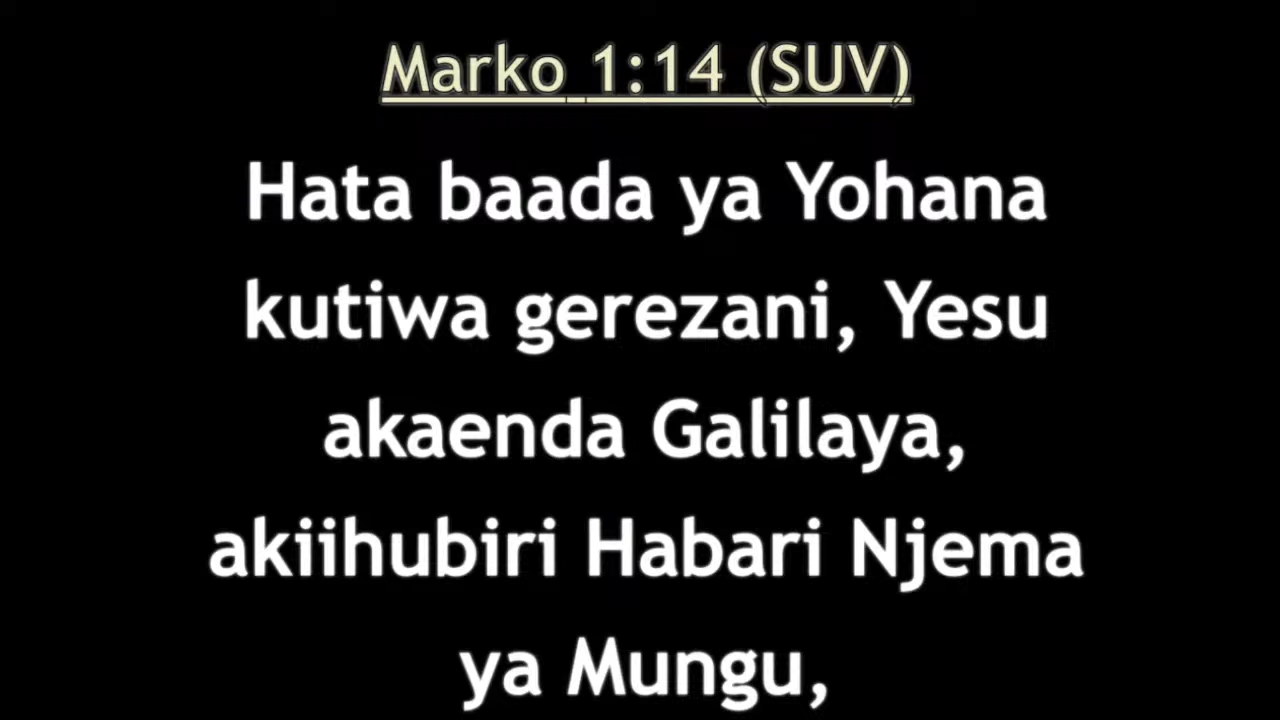 Marko 1:14 (SUV)
Hata baada ya Yohana
kutiwa gerezani, Yesu
akaenda Galilaya,
akiihubiri Habari Njema
ya Mungu,